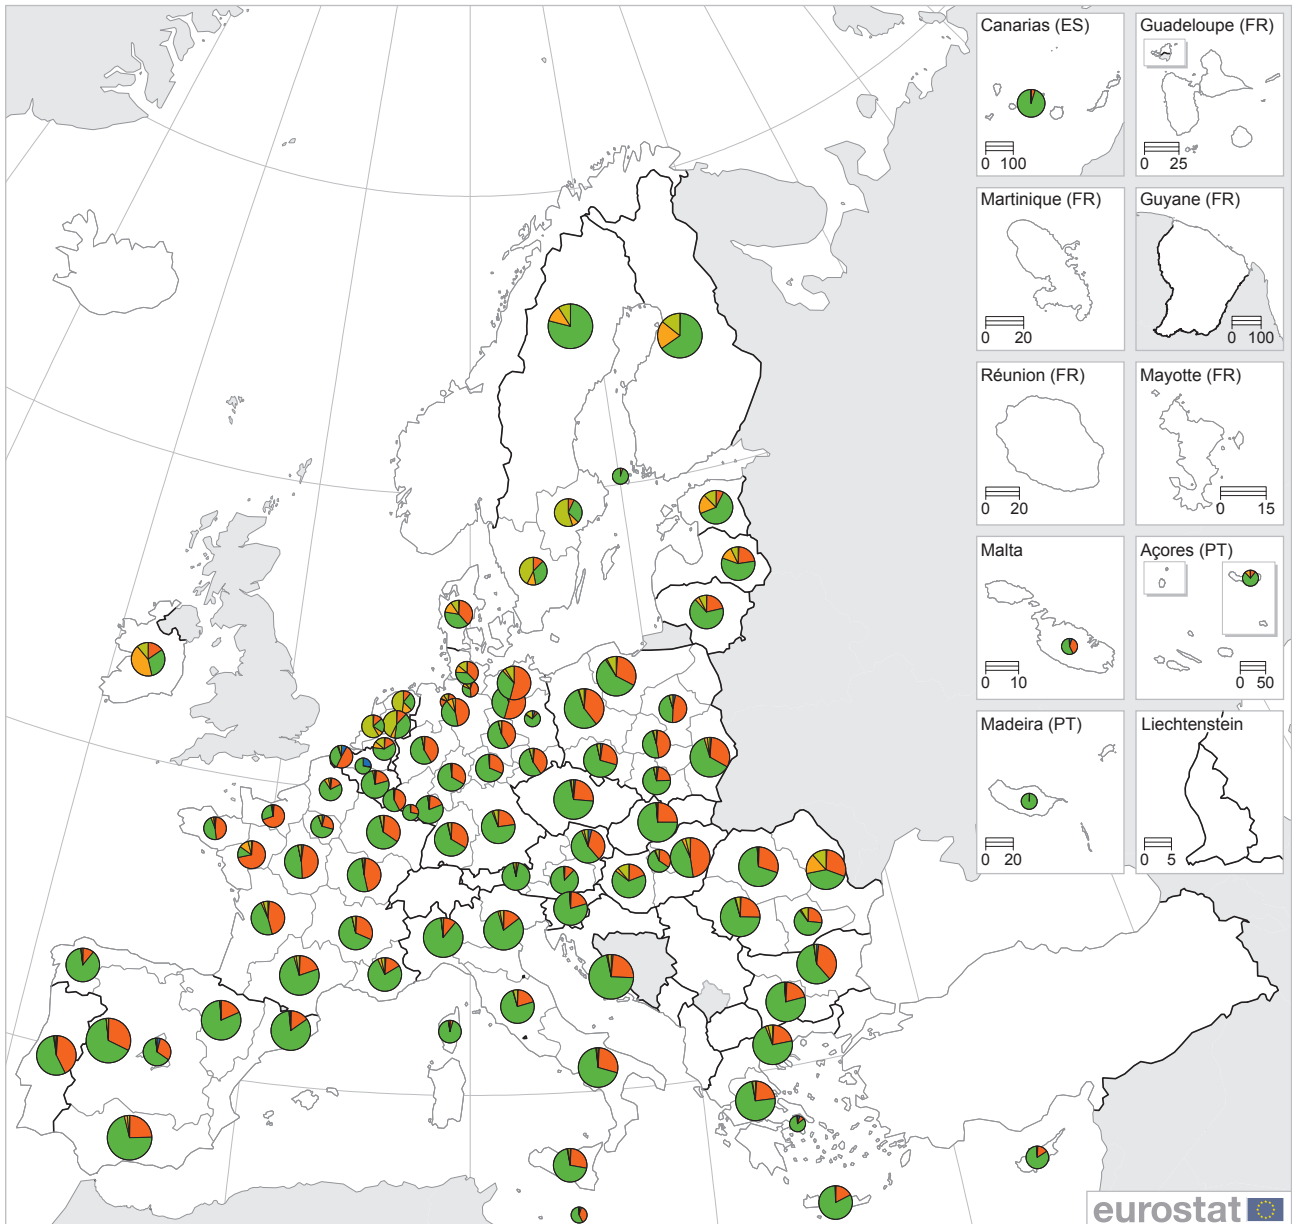 Canarias (ES)
0 100
Guadeloupe (FR)
0 25
Martinique (FR)
0 20
Guyane (FR)
0 100
Réunion (FR)
0 20
Mayotte (FR)
0 15
Malta
0 10
Açores (PT)
0 50
Madeira (PT)
0 20
Liechtenstein
0 5
eurostat